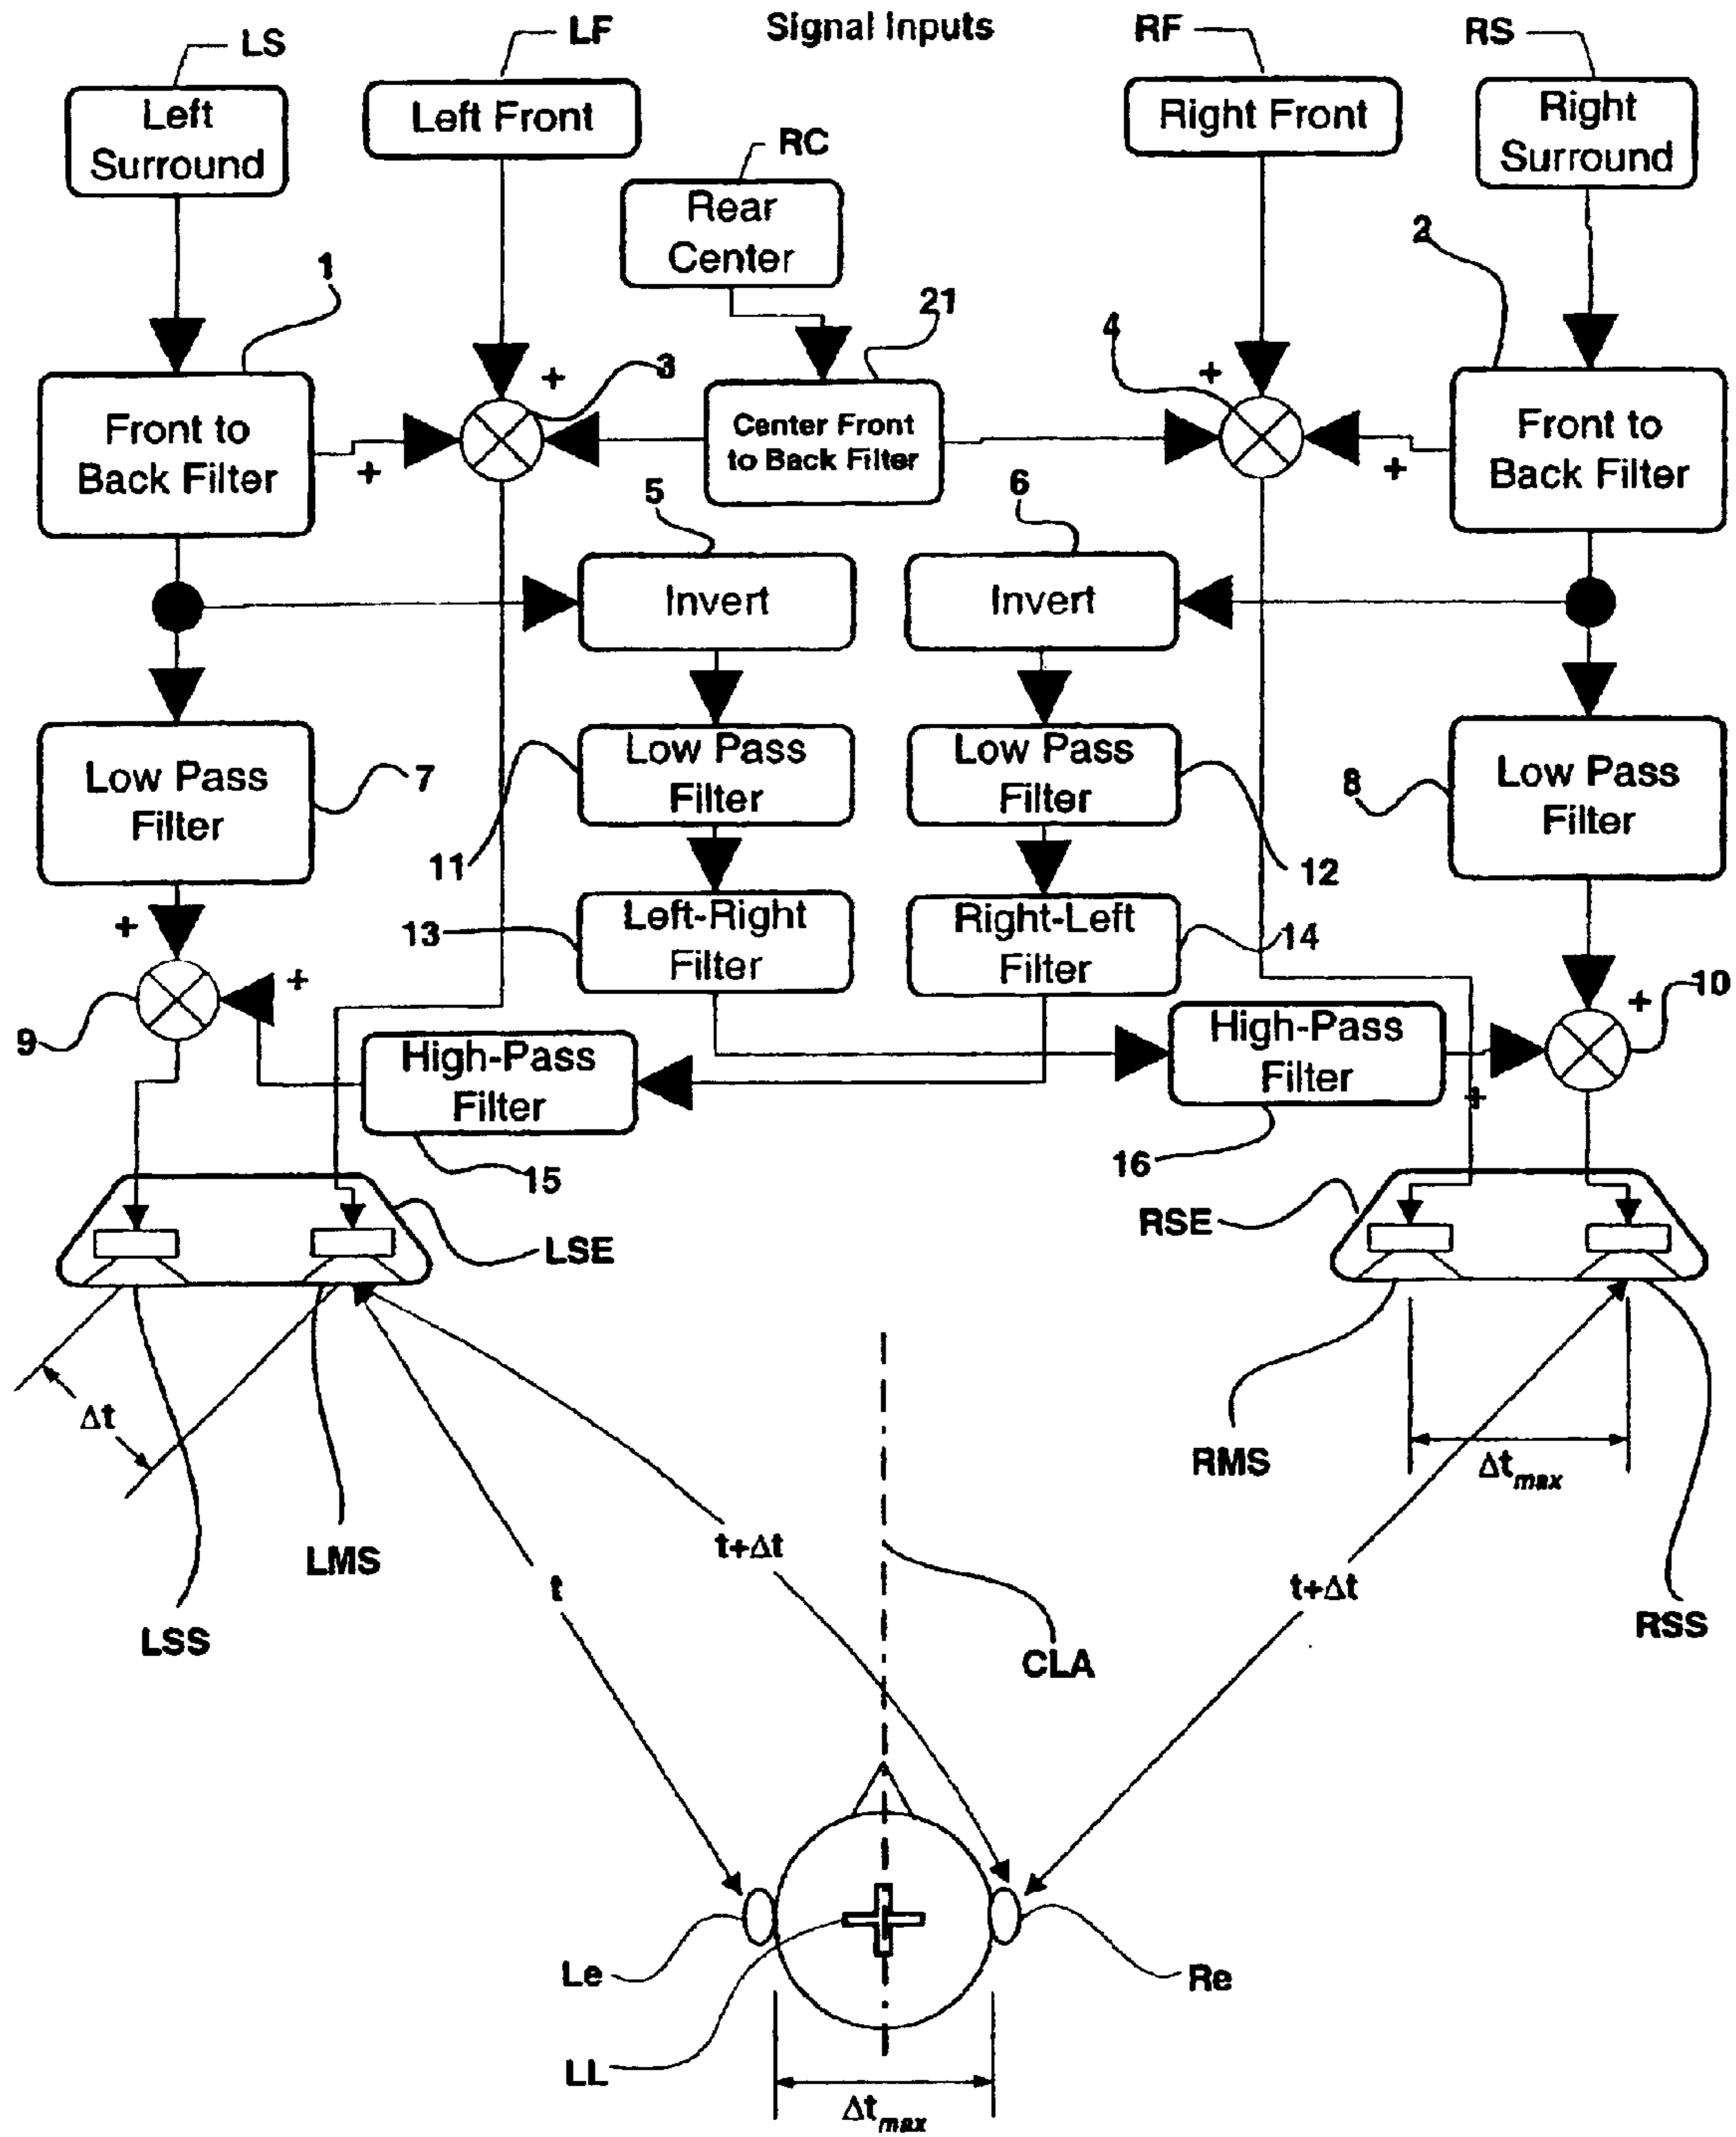 Signal Inputs
LS
LF
RF
RS
Left
Surround
Left Front
RC
Rear
Center
Right Front
Right
Surround
1
21
2
3
4
+
+
Front to
Back Filter
+
Center Front
to Back Filter
+
Front to
Back Filter
5
6
Invert
Invert
Low Pass
Filter
7
Low Pass
Filter
Low Pass
Filter
8
Low Pass
Filter
11
12
Left-Right
Filter
Right-Left
Filter
13
14
+
+
+
9
10
High-Pass
Filter
High-Pass
Filter
+
15
16
LSE
RSE
Δt
LMS
LSS
RMS
Δtmax
RSS
t
t+Δt
t+Δt
CLA
Le
Re
LL
Δtmax